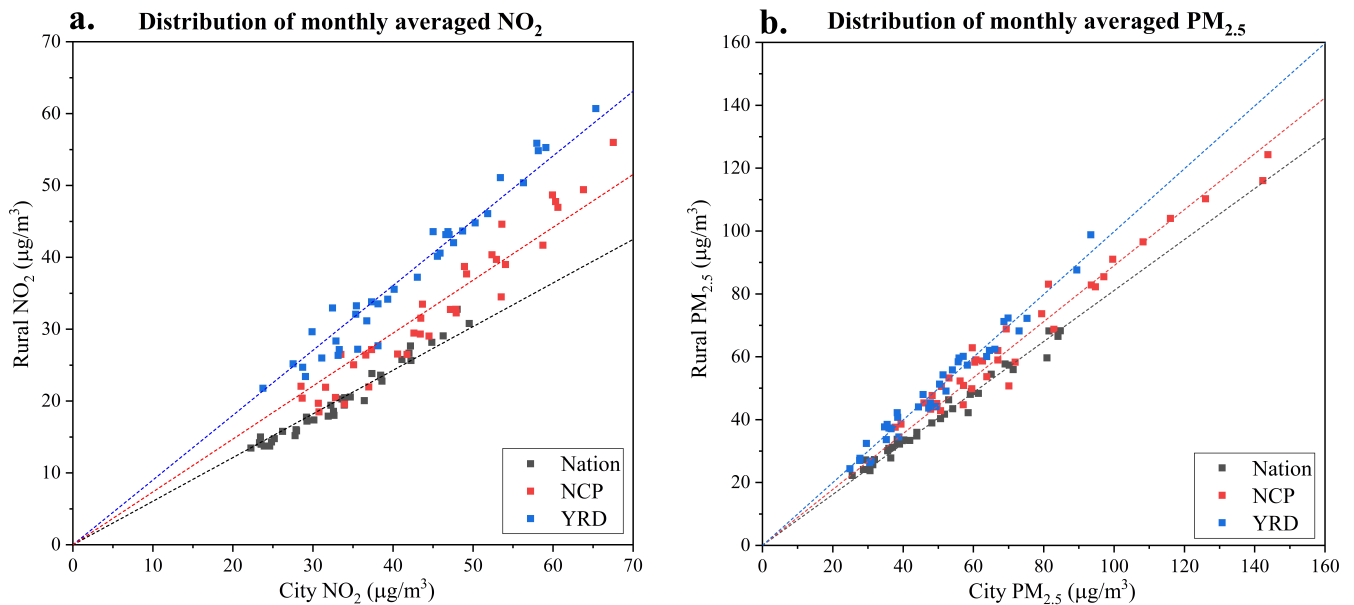 a. Distribution of monthly averaged NO₂
70
60
50
40
30
20
10
0
Rural NO₂ (μg/m³)
0 10 20 30 40 50 60 70
City NO₂ (μg/m³)
Nation
NCP
YRD
b. Distribution of monthly averaged PM₂.₅
160
140
120
100
80
60
40
20
0
Rural PM₂.₅ (μg/m³)
0 20 40 60 80 100 120 140 160
City PM₂.₅ (μg/m³)
Nation
NCP
YRD